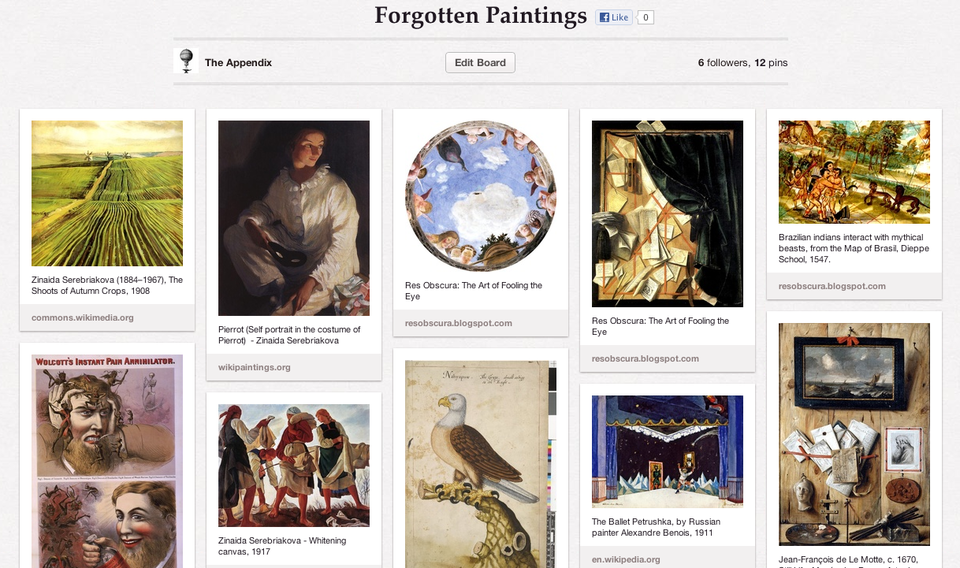 Forgotten Paintings
Like
0
The Appendix
Edit Board
6 followers, 12 pins
Zinaida Serebriakova (1884–1967), The
Shoots of Autumn Crops, 1908
commons.wikimedia.org
WOLCOTT'S INSTANT PAIN ANNIHILATOR.
Pierrot (Self portrait in the costume of
Pierrot) - Zinaida Serebriakova
wikipaintings.org
Zinaida Serebriakova - Whitening
canvas, 1917
Res Obscura: The Art of Fooling the
Eye
resobscura.blogspot.com
Res Obscura: The Art of Fooling the
Eye
resobscura.blogspot.com
The Ballet Petrushka, by Russian
painter Alexandre Benois, 1911
en.wikipedia.org
Brazilian indians interact with mythical
beasts, from the Map of Brasil, Dieppe
School, 1547.
resobscura.blogspot.com
Jean-François de Le Motte, c. 1670,